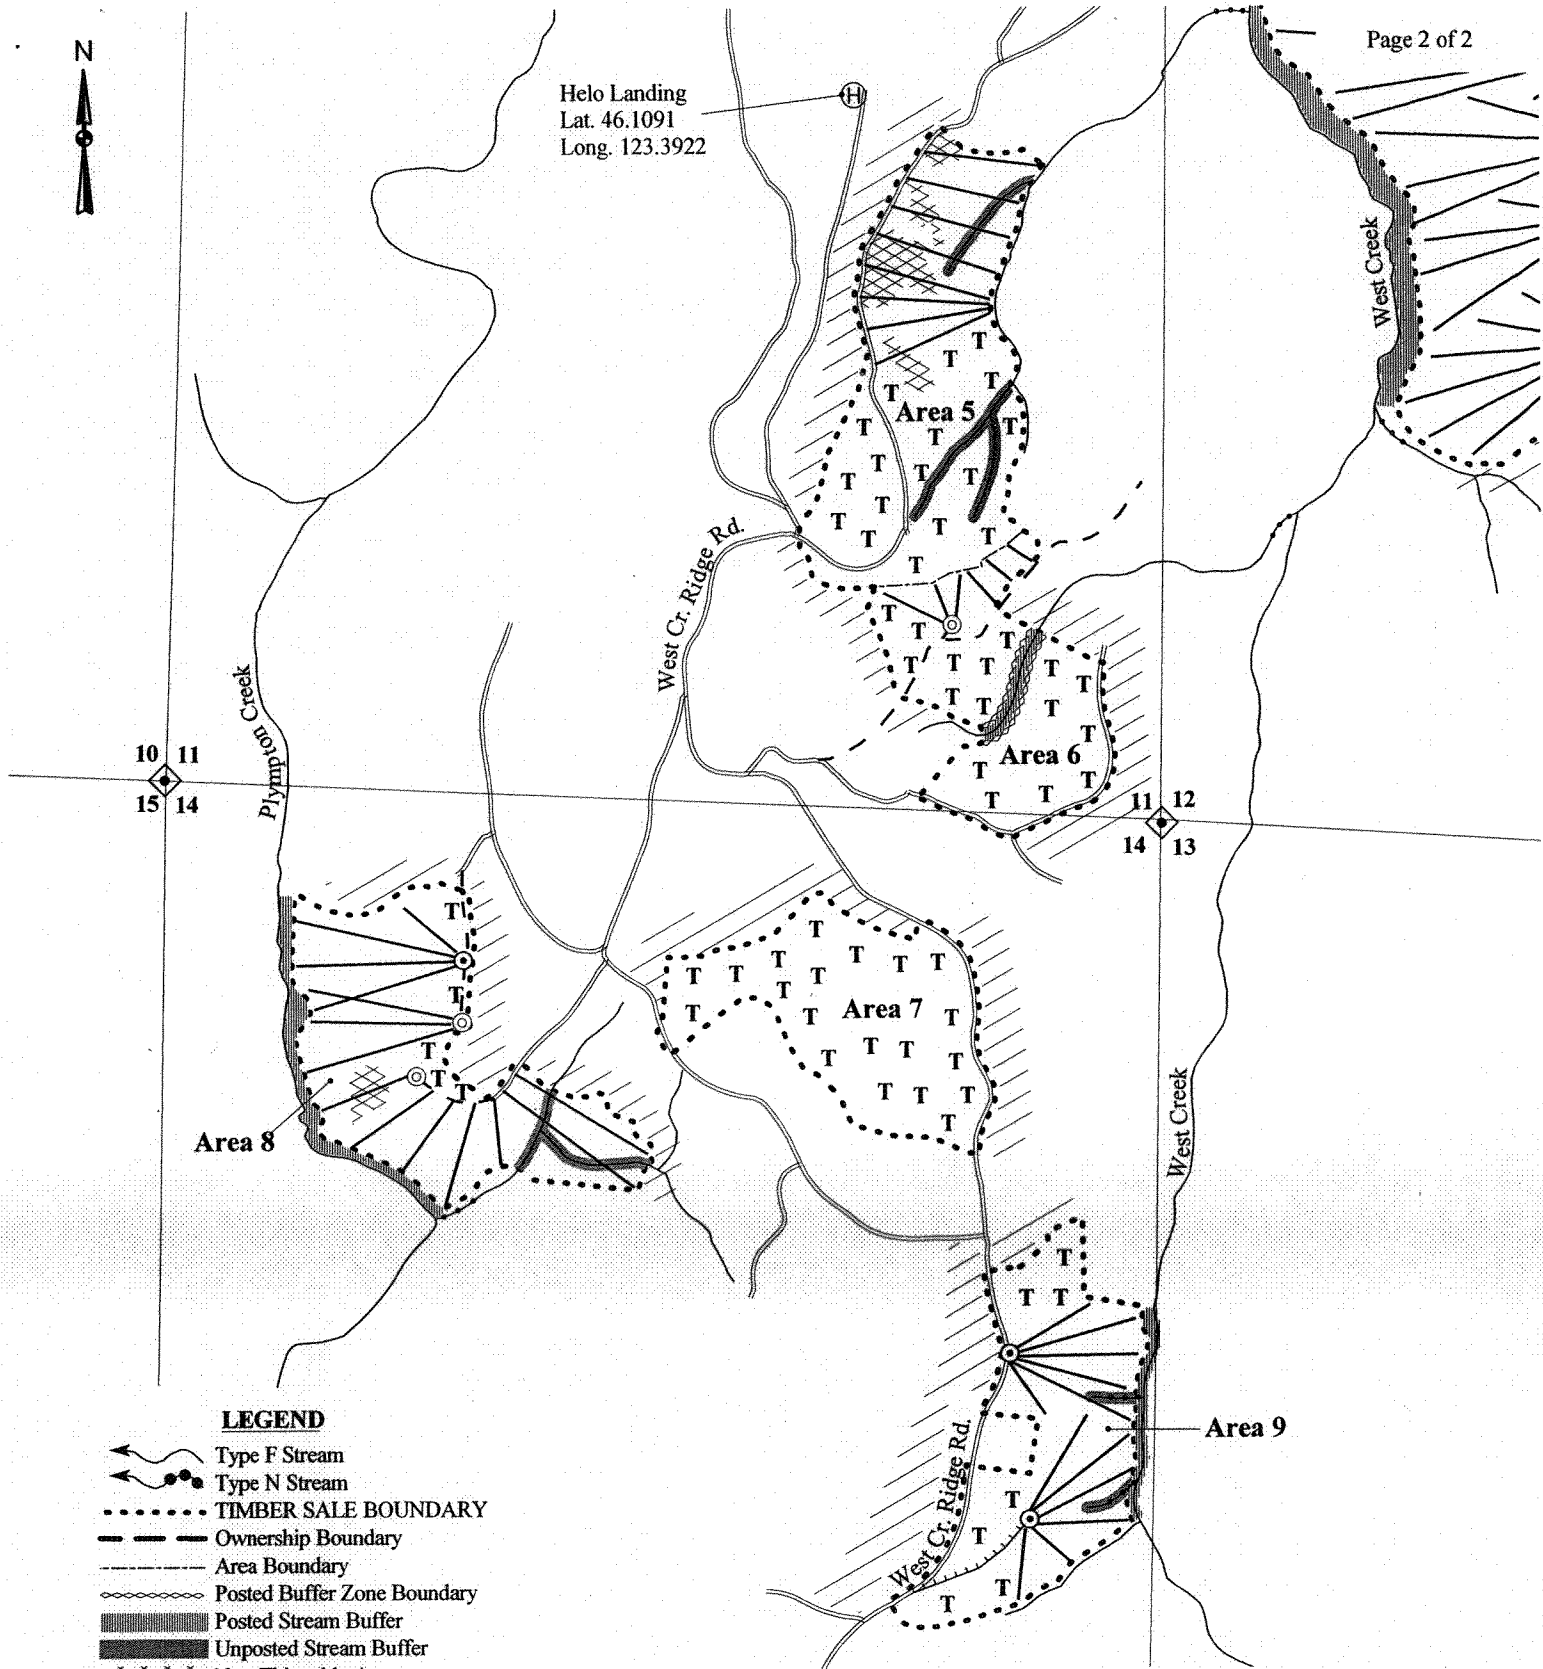 N
Page 2 of 2
Helo Landing
Lat. 46.1091
Long. 123.3922
H
West Creek
T
T
T
T
Area 5
T
T
T
T
T
T
T
T
T
T
T
T
T
T
West Cr. Ridge Rd.
T
T
T
T
T
T
T
T
T
T
T
T
Area 6
T
T
T
T
T
Plympton Creek
10 11
15 14
11 12
14 13
T
T
T
T
T
Area 8
T
T
T
T
T
T
T
T
T
T
T
T
Area 7
T
T
T
T
T
T
T
T
T
West Creek
T
T
T
Area 9
West Cr. Ridge Rd.
T
T
T
T
LEGEND
Type F Stream
Type N Stream
TIMBER SALE BOUNDARY
Ownership Boundary
Area Boundary
Posted Buffer Zone Boundary
Posted Stream Buffer
Unposted Stream Buffer